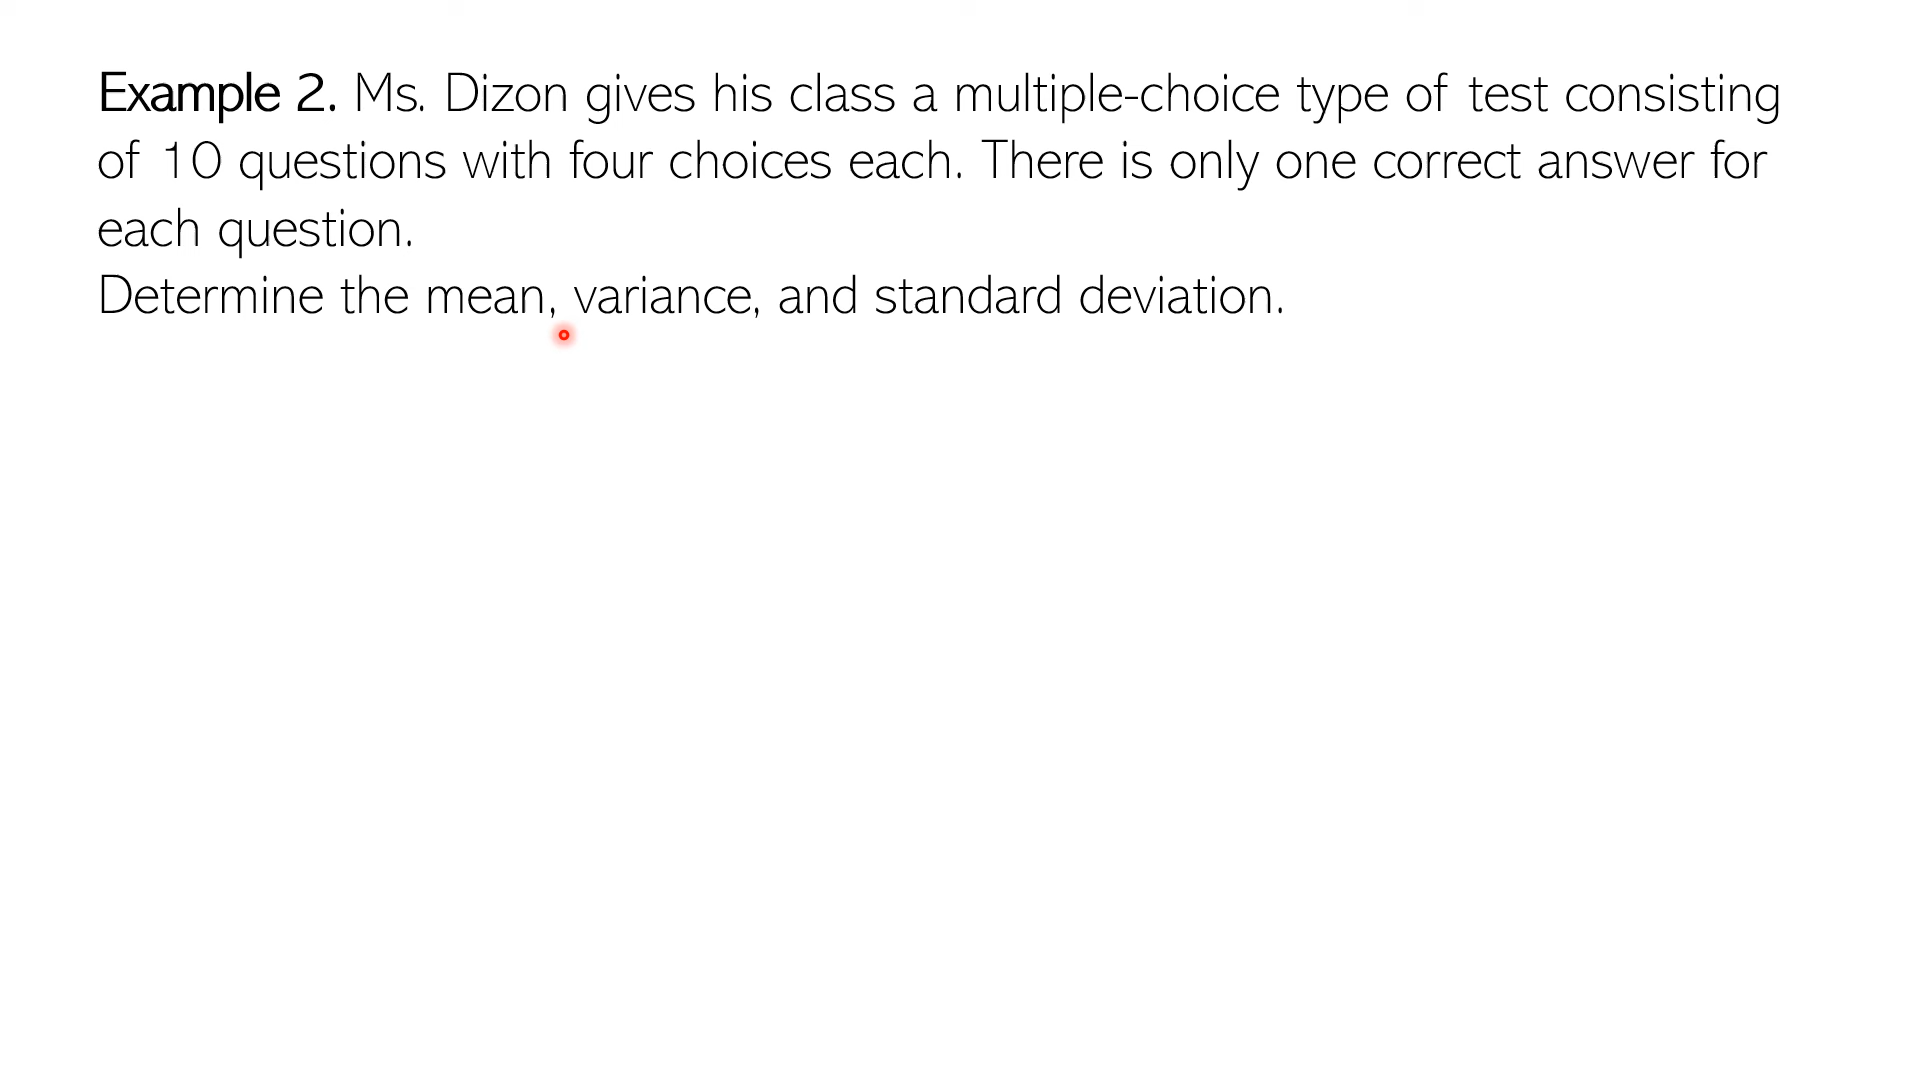 Example 2. Ms. Dizon gives his class a multiple-choice type of test consisting
of 10 questions with four choices each. There is only one correct answer for
each question.
Determine the mean, variance, and standard deviation.